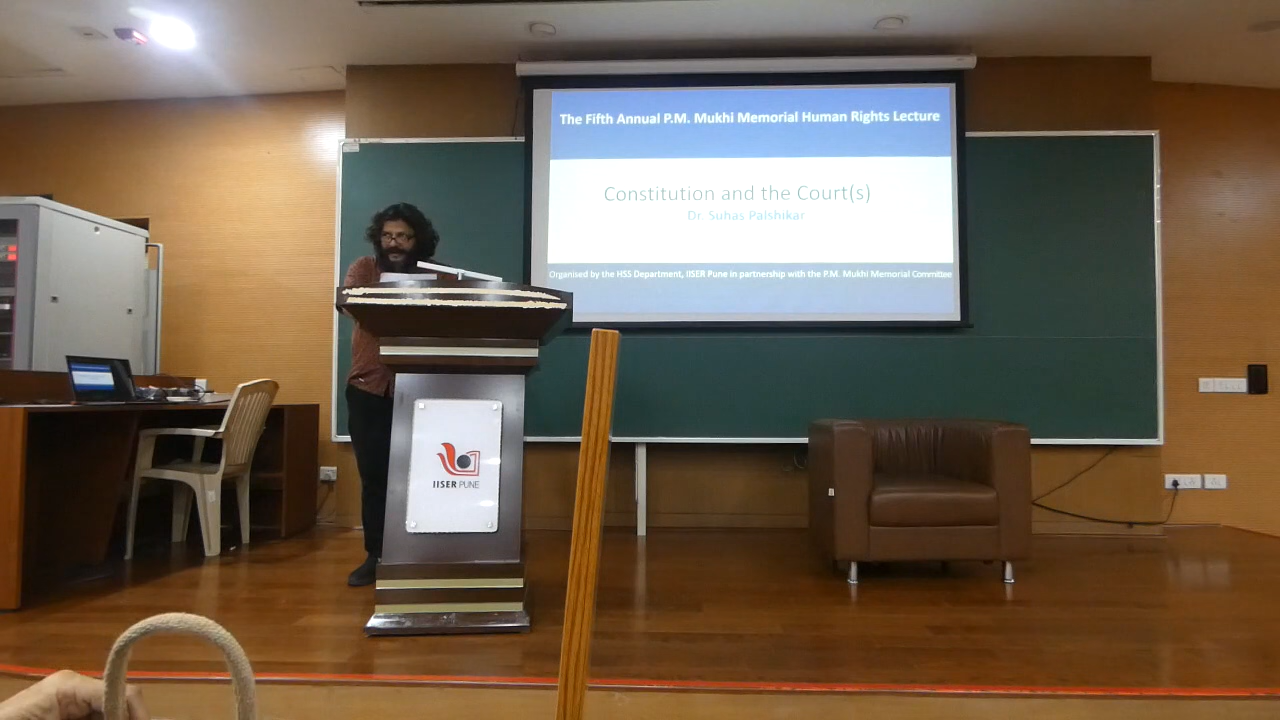 The Fifth Annual P.M. Mukhi Memorial Human Rights Lecture
Constitution and the Court(s)
Dr. Suhas Palshikar
Organised by the HSS Department, IISER Pune in partnership with the P.M. Mukhi Memorial Committee
IISER PUNE